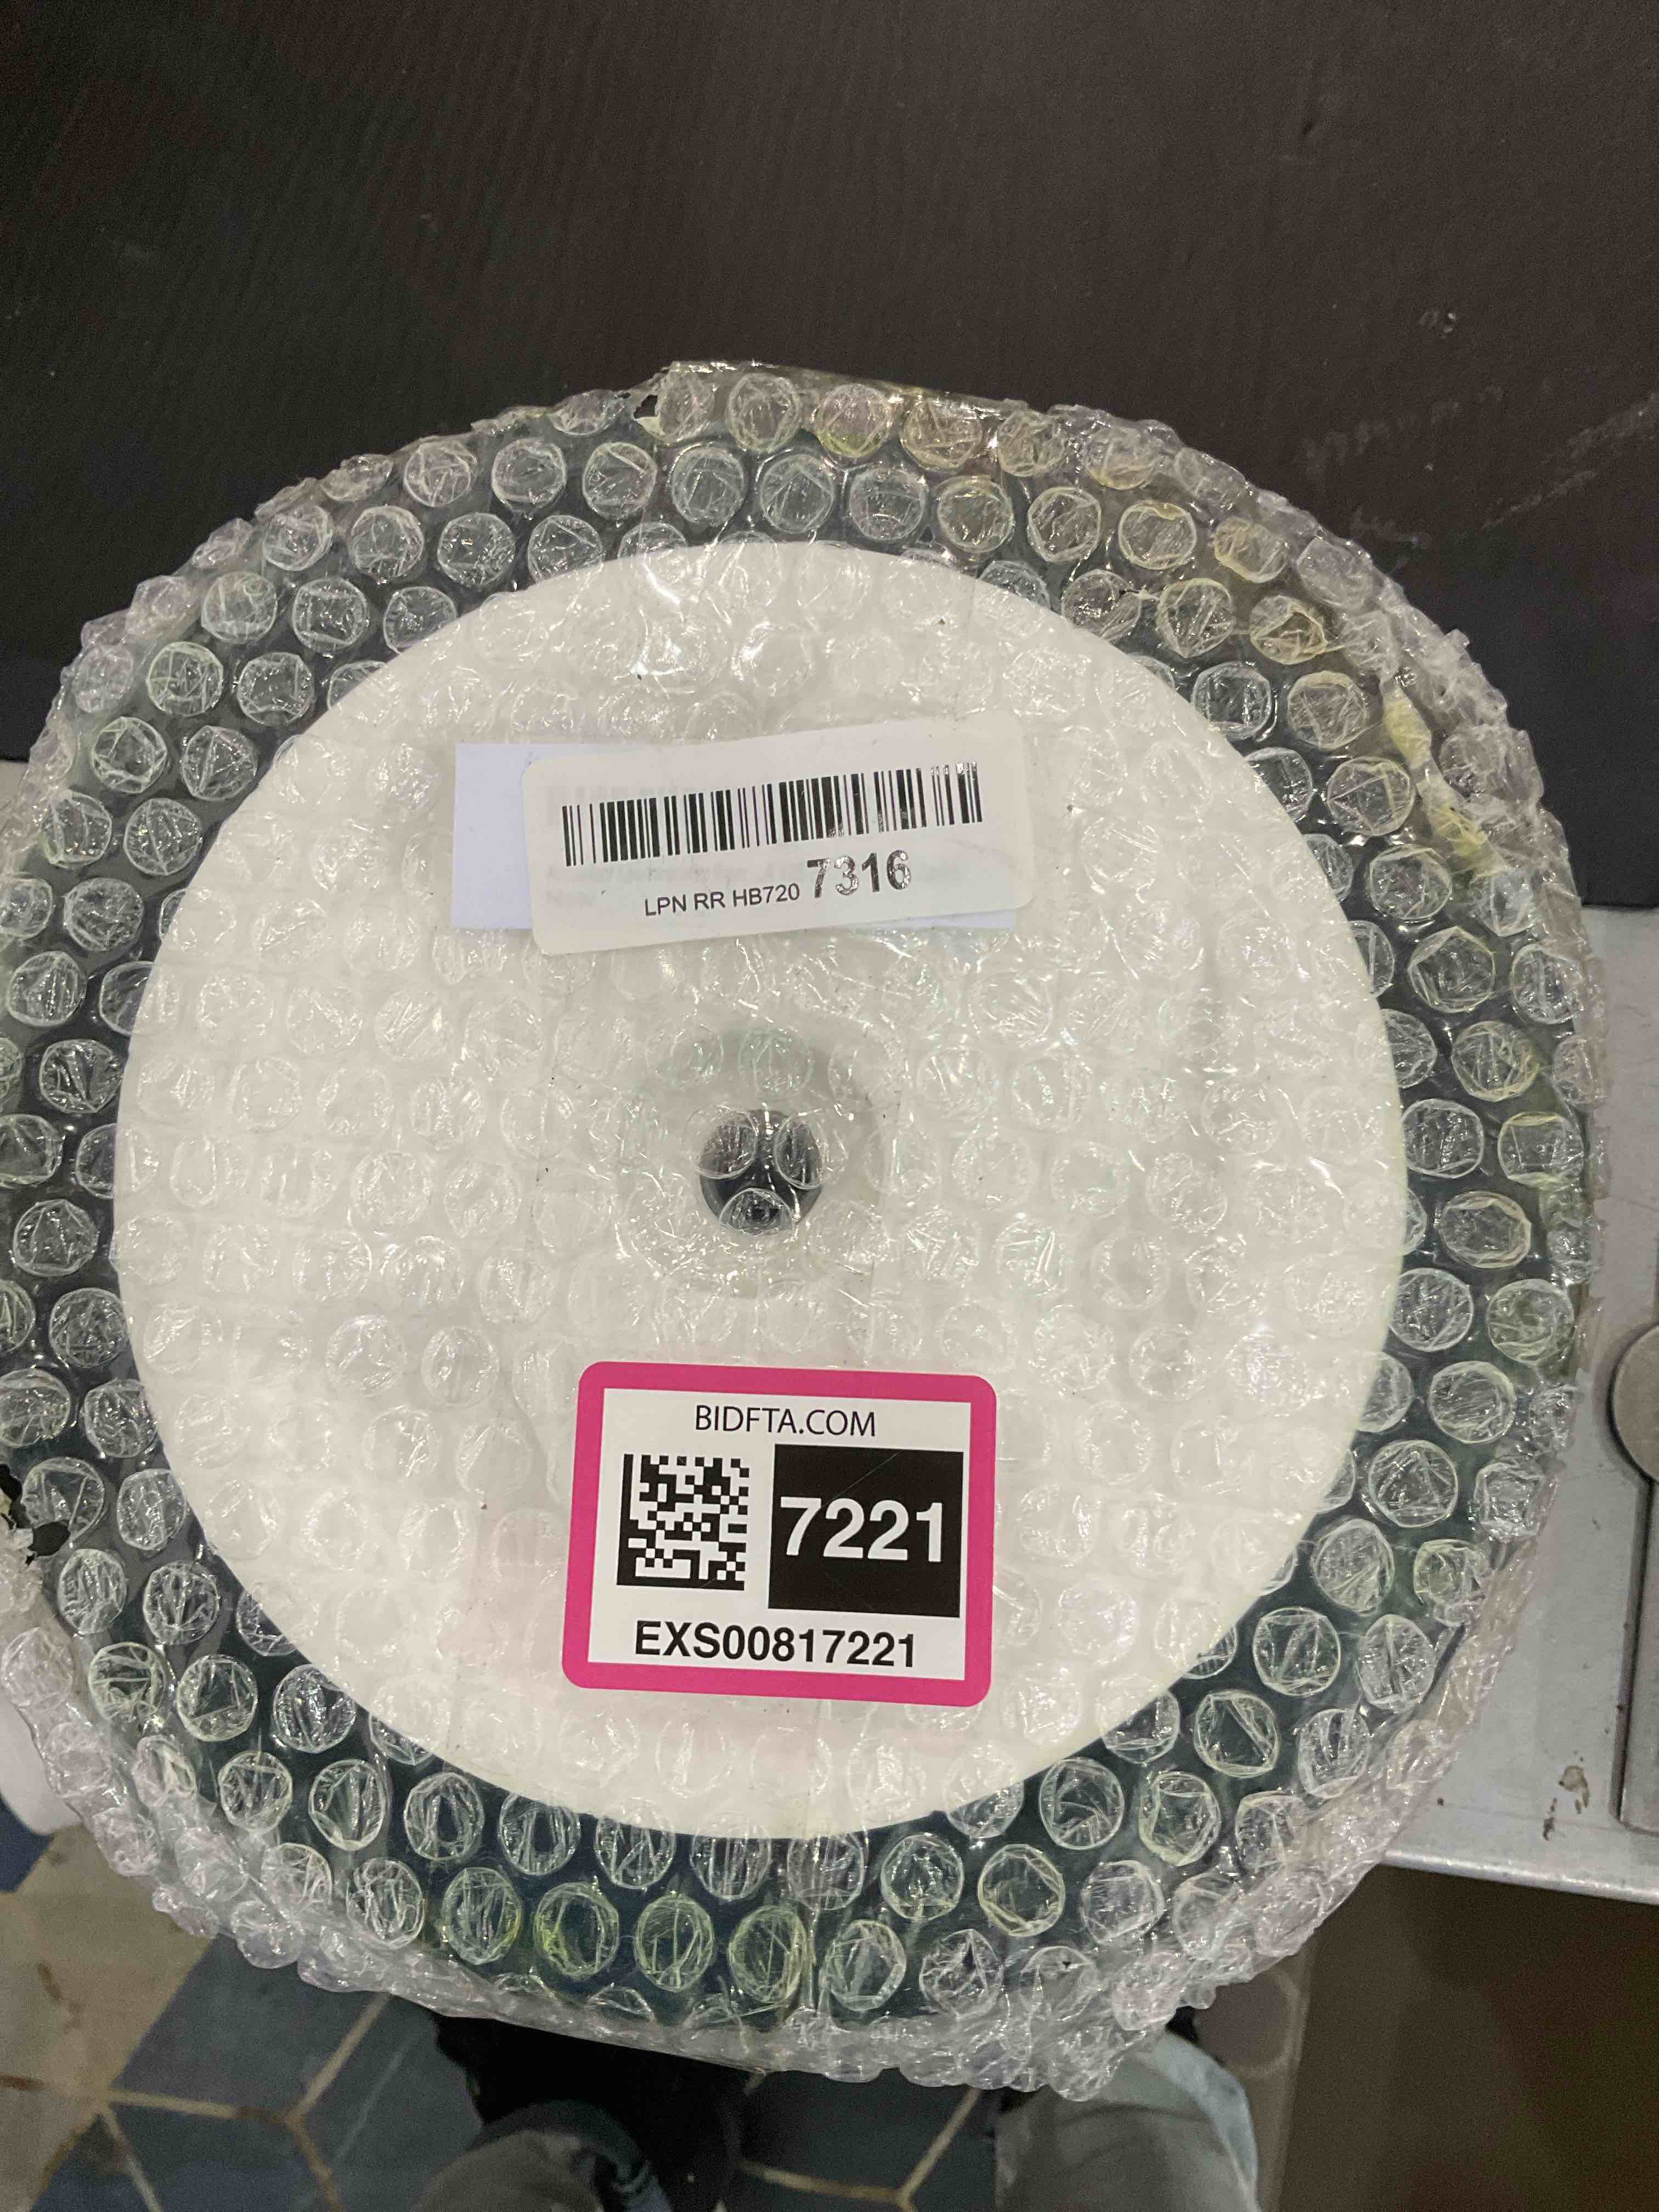 LPN RR HB720 7316
BIDFTA.COM
7221
EXS00817221